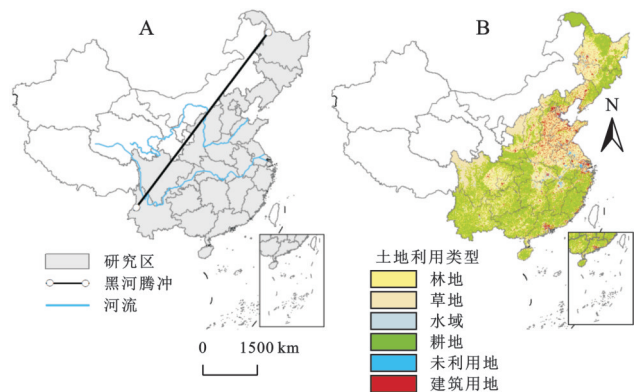 A
B
N
研究区
黑河腾冲
河流
0 1500 km
土地利用类型
林地
草地
水域
耕地
未利用地
建筑用地